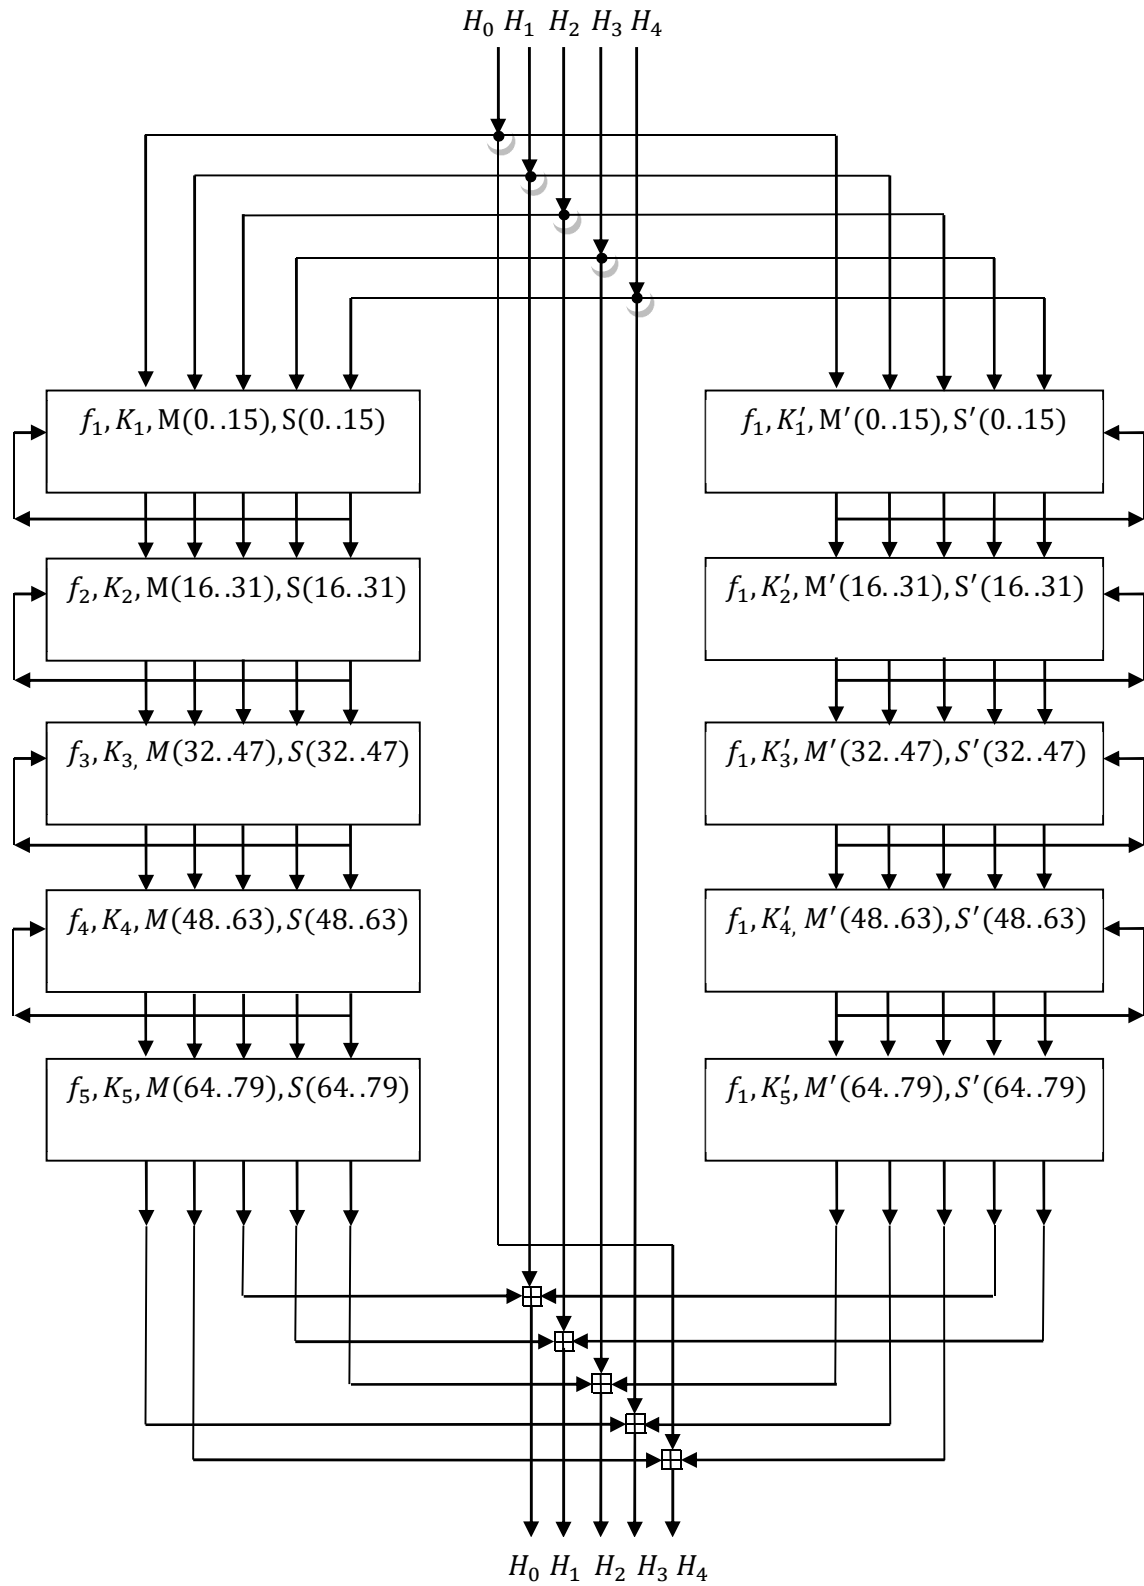 H₀ H₁ H₂ H₃ H₄
f₁, K₁, M(0..15), S(0..15)
f₁, K′₁, M′(0..15), S′(0..15)
f₂, K₂, M(16..31), S(16..31)
f₁, K′₂, M′(16..31), S′(16..31)
f₃, K₃, M(32..47), S(32..47)
f₁, K′₃, M′(32..47), S′(32..47)
f₄, K₄, M(48..63), S(48..63)
f₁, K′₄, M′(48..63), S′(48..63)
f₅, K₅, M(64..79), S(64..79)
f₁, K′₅, M′(64..79), S′(64..79)
H₀ H₁ H₂ H₃ H₄